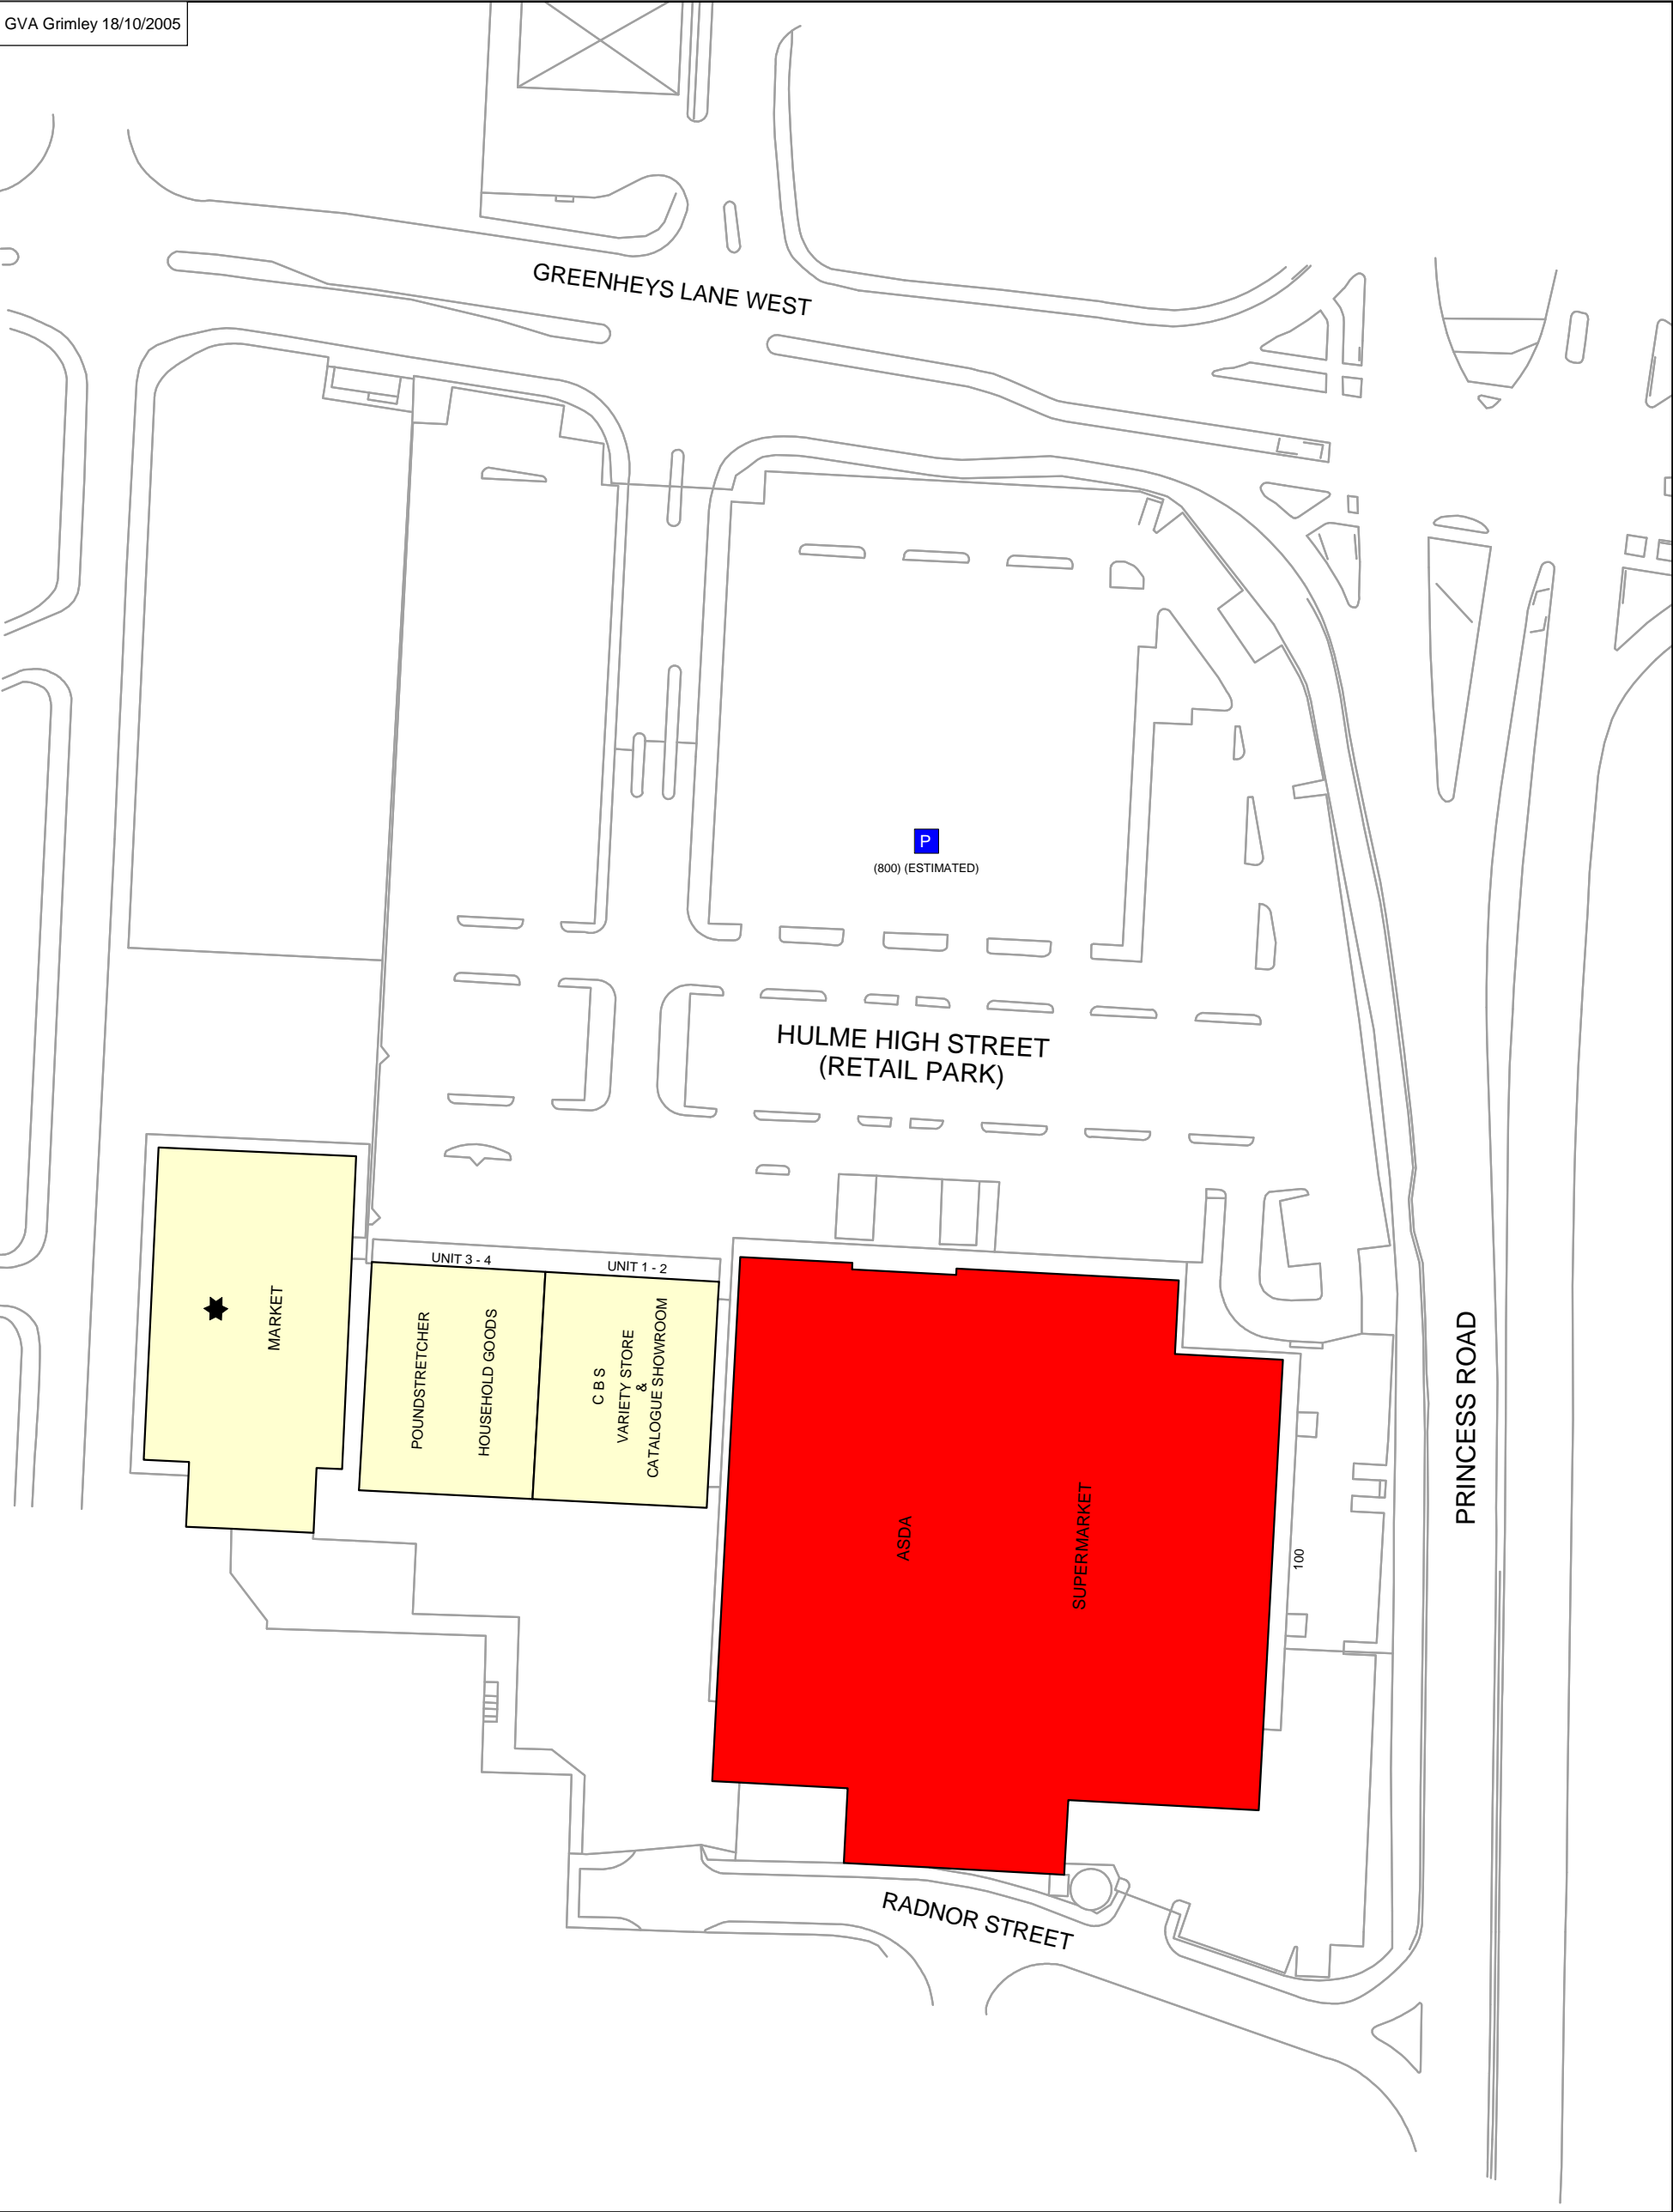 GVA Grimley 18/10/2005
GREENHEYS LANE WEST
P
(800) (ESTIMATED)
HULME HIGH STREET
(RETAIL PARK)
UNIT 3 - 4
UNIT 1 - 2
MARKET
POUNDSTRETCHER
HOUSEHOLD GOODS
C B S
VARIETY STORE
&
CATALOGUE SHOWROOM
ASDA
SUPERMARKET
100
PRINCESS ROAD
RADNOR STREET